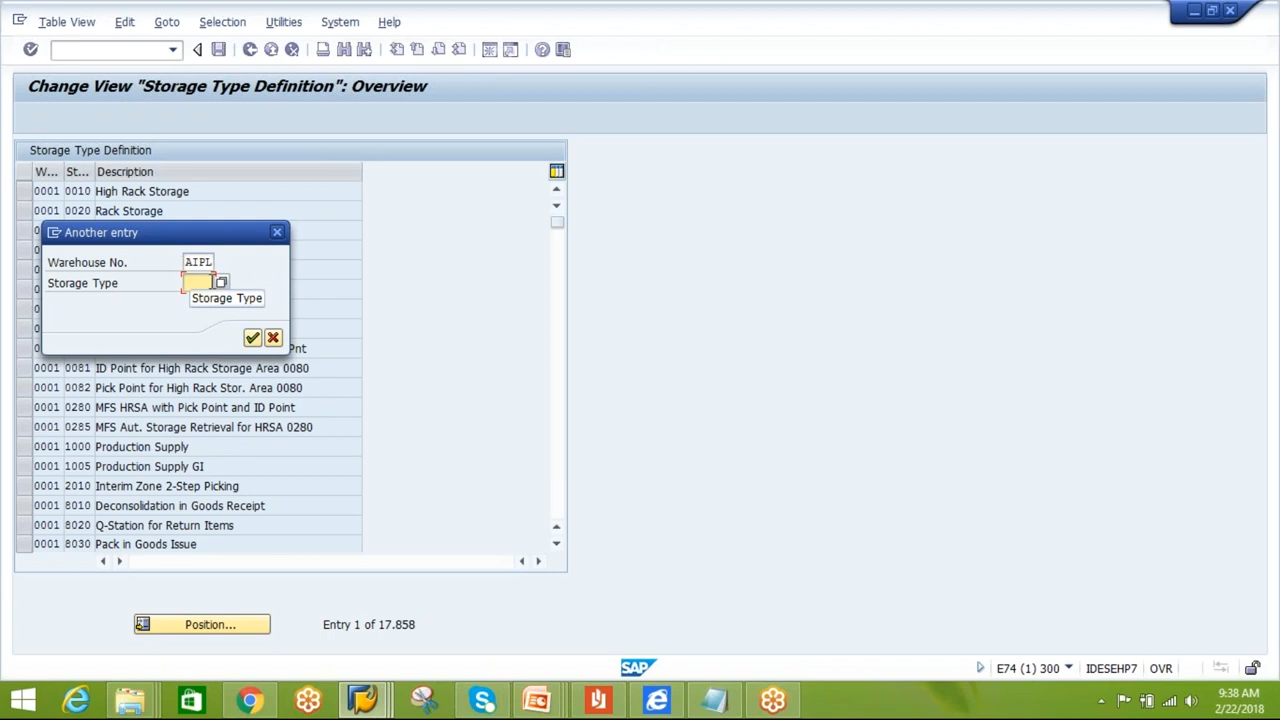 Table View Edit Goto Selection Utilities System Help
Change View "Storage Type Definition": Overview
Storage Type Definition
W... St... Description
0001 0010 High Rack Storage
0001 0020 Rack Storage
Another entry
Warehouse No. AIPL
Storage Type
Storage Type
Pnt
0001 0081 ID Point for High Rack Storage Area 0080
0001 0082 Pick Point for High Rack Stor. Area 0080
0001 0280 MFS HRSA with Pick Point and ID Point
0001 0285 MFS Aut. Storage Retrieval for HRSA 0280
0001 1000 Production Supply
0001 1005 Production Supply GI
0001 2010 Interim Zone 2-Step Picking
0001 8010 Deconsolidation in Goods Receipt
0001 8020 Q-Station for Return Items
0001 8030 Pack in Goods Issue
Position... Entry 1 of 17.858
SAP E74 (1) 300 IDESEHP7 OVR
9:38 AM
2/22/2018